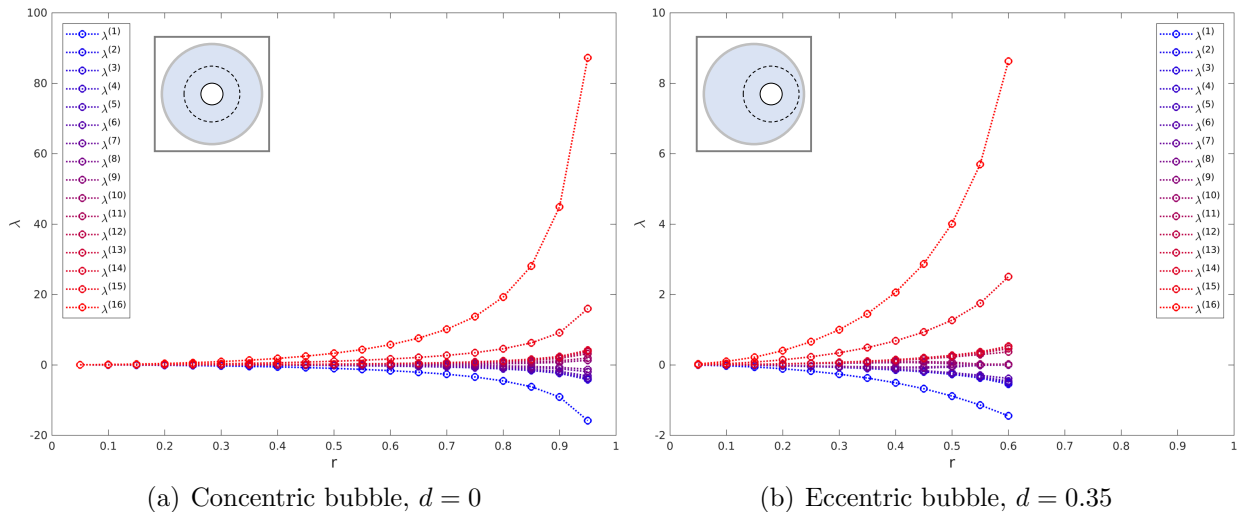 100
80
60
40
20
0
-20
λ
0
0.1
0.2
0.3
0.4
0.5
0.6
0.7
0.8
0.9
1
r
λ(1)
λ(2)
λ(3)
λ(4)
λ(5)
λ(6)
λ(7)
λ(8)
λ(9)
λ(10)
λ(11)
λ(12)
λ(13)
λ(14)
λ(15)
λ(16)
(a) Concentric bubble, d = 0
10
8
6
4
2
0
-2
λ
0
0.1
0.2
0.3
0.4
0.5
0.6
0.7
0.8
0.9
1
r
λ(1)
λ(2)
λ(3)
λ(4)
λ(5)
λ(6)
λ(7)
λ(8)
λ(9)
λ(10)
λ(11)
λ(12)
λ(13)
λ(14)
λ(15)
λ(16)
(b) Eccentric bubble, d = 0.35